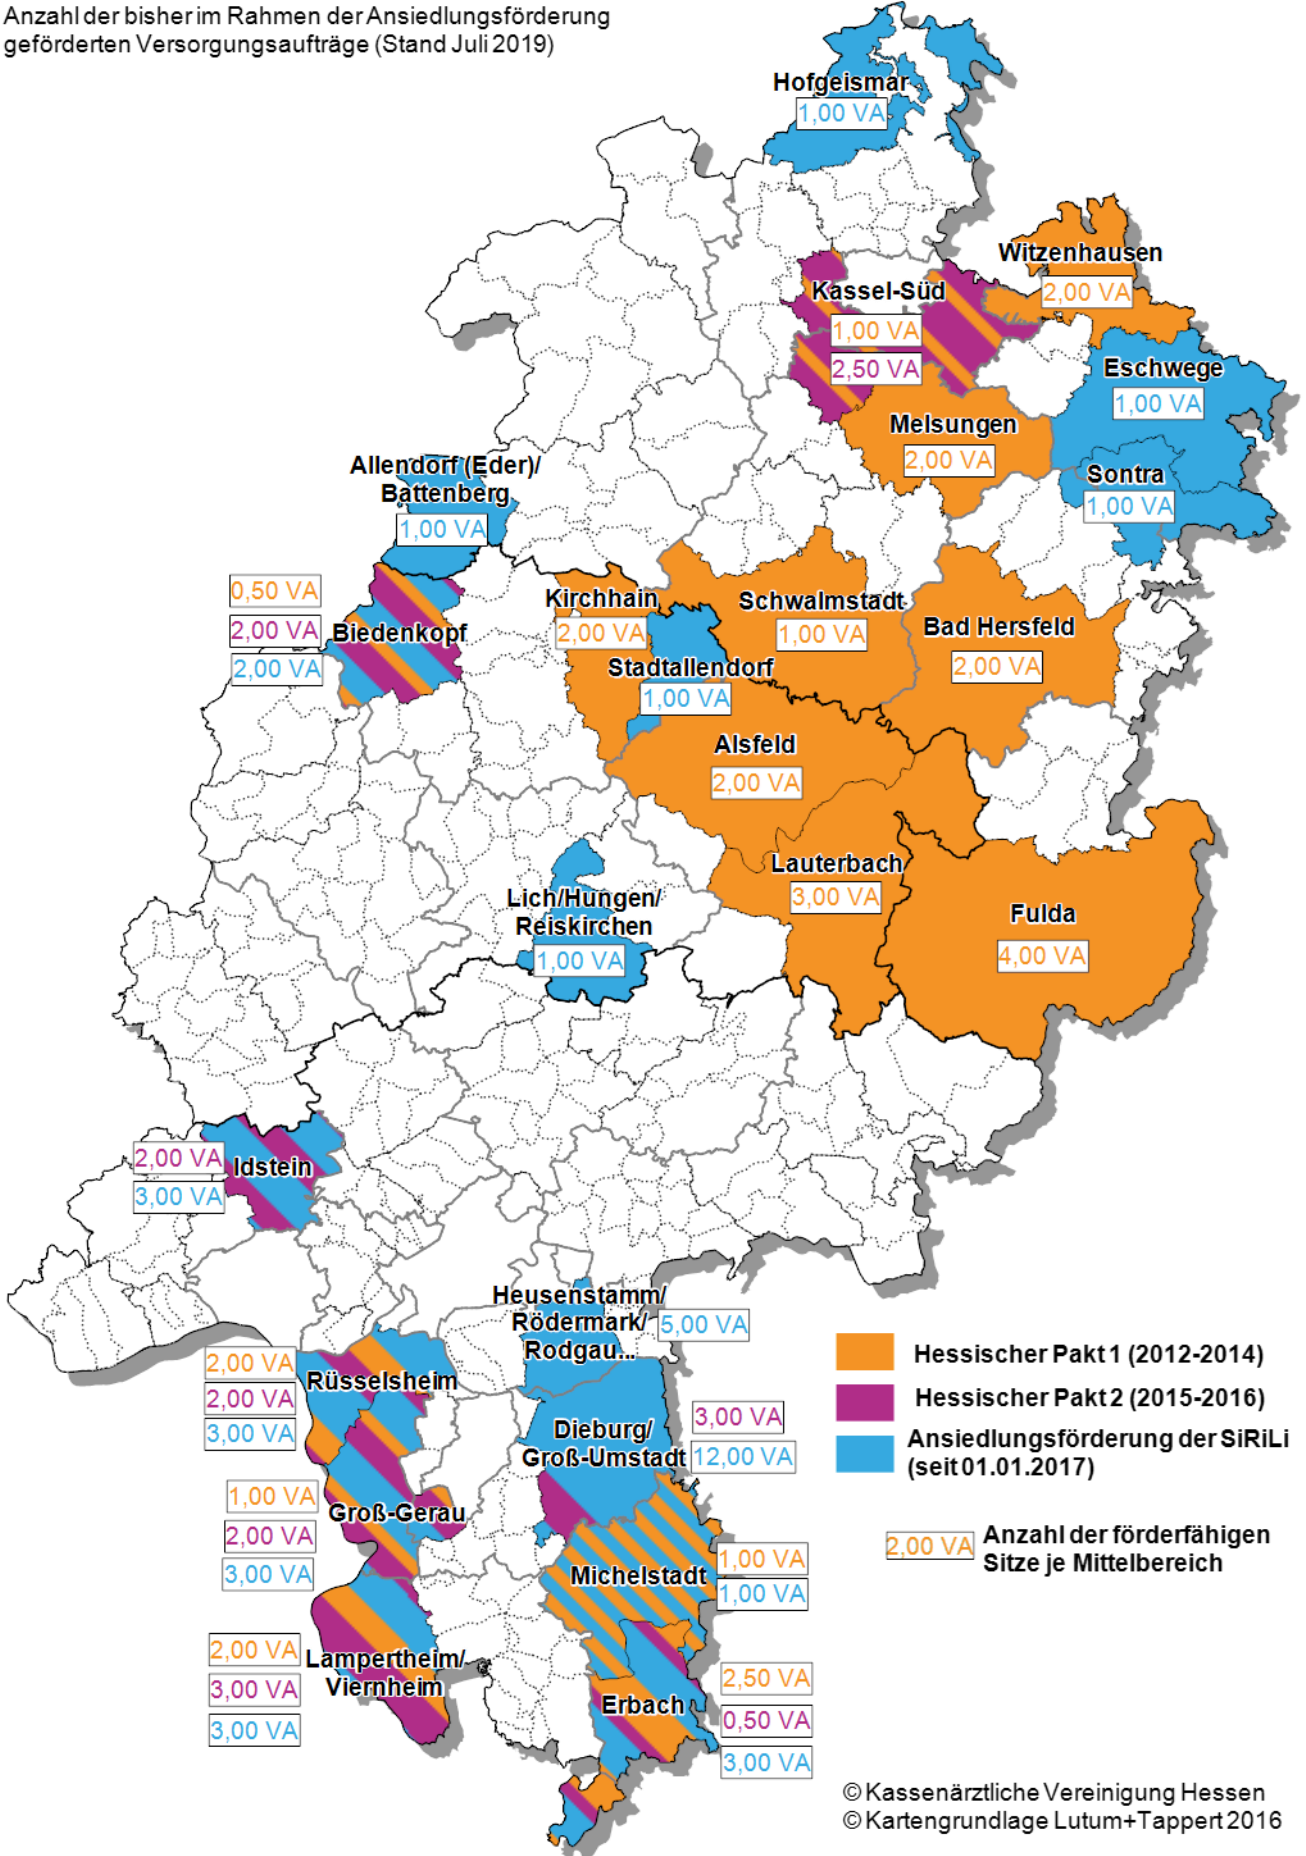 Anzahl der bisher im Rahmen der Ansiedlungsförderung
geförderten Versorgungsaufträge (Stand Juli 2019)
Hofgeismar
1,00 VA
Witzenhausen
2,00 VA
Kassel-Süd
1,00 VA
2,50 VA
Eschwege
1,00 VA
Melsungen
2,00 VA
Sontra
1,00 VA
Allendorf (Eder)/
Battenberg
1,00 VA
0,50 VA
2,00 VA
2,00 VA
Biedenkopf
Kirchhain
2,00 VA
Schwalmstadt
1,00 VA
Bad Hersfeld
2,00 VA
Stadtallendorf
1,00 VA
Alsfeld
2,00 VA
Lauterbach
3,00 VA
Lich/Hungen/
Reiskirchen
1,00 VA
Fulda
4,00 VA
2,00 VA
3,00 VA
Idstein
Heusenstamm/
Rödermark/
Rodgau...
5,00 VA
2,00 VA
2,00 VA
3,00 VA
Rüsselsheim
Dieburg/
Groß-Umstadt
3,00 VA
12,00 VA
1,00 VA
2,00 VA
3,00 VA
Groß-Gerau
Michelstadt
1,00 VA
1,00 VA
2,00 VA
3,00 VA
3,00 VA
Lampertheim/
Viernheim
Erbach
2,50 VA
0,50 VA
3,00 VA
Hessischer Pakt 1 (2012-2014)
Hessischer Pakt 2 (2015-2016)
Ansiedlungsförderung der SiRiLi
(seit 01.01.2017)
2,00 VA
Anzahl der förderfähigen
Sitze je Mittelbereich
© Kassenärztliche Vereinigung Hessen
© Kartengrundlage Lutum+Tappert 2016